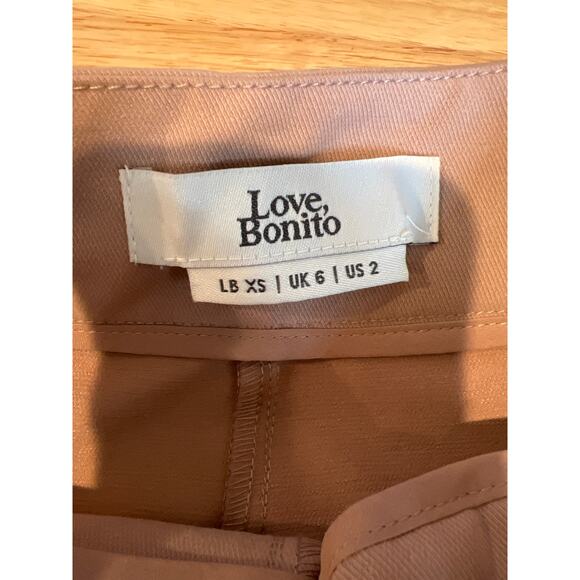 Love,
Bonito
LB XS | UK 6 | US 2